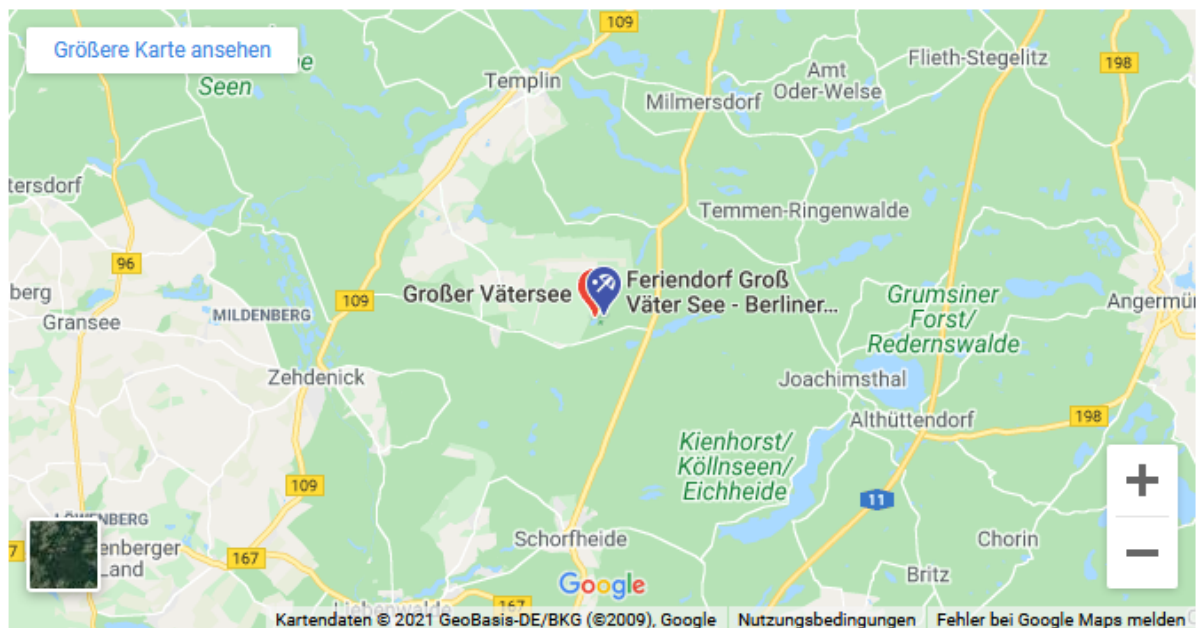 109
Größere Karte ansehen
Seen
Templin
Flieth-Stegelitz
198
Amt
Oder-Welse
Milmersdorf
tersdorf
Temmen-Ringenwalde
96
berg
Gransee
MILDENBERG
109
Großer Vätersee
Feriendorf Groß
Väter See - Berliner...
Grumsiner
Forst/
Redernswalde
Angermün
Zehdenick
Joachimsthal
Althüttendorf
198
Kienhorst/
Köllnseen/
Eichheide
109
11
LÖWENBERG
enberger
Land
7
167
Schorfheide
Chorin
Britz
Google
Liebenwalde
167
Kartendaten © 2021 GeoBasis-DE/BKG (©2009), Google
Nutzungsbedingungen
Fehler bei Google Maps melden